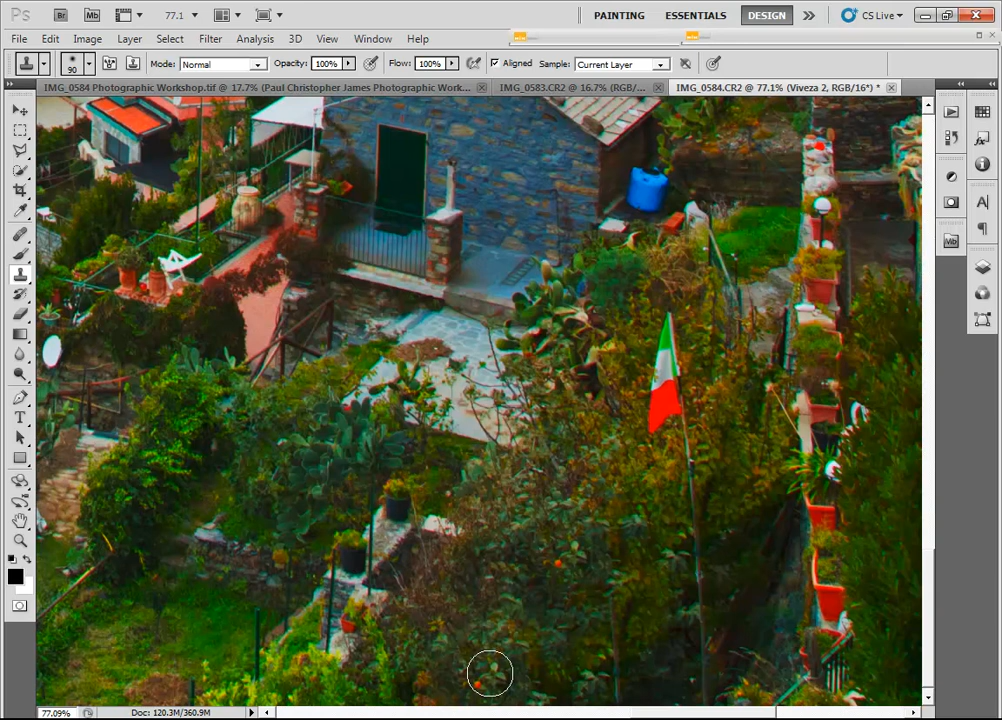 Ps Br Mb 77.1 PAINTING ESSENTIALS DESIGN CS Live
File Edit Image Layer Select Filter Analysis 3D View Window Help
90 Mode: Normal Opacity: 100% Flow: 100% Aligned Sample: Current Layer
IMG_0584 Photographic Workshop.tif @ 17.7% (Paul Christopher James Photographic Work... IMG_0583.CR2 @ 16.7% (RGB/... IMG_0584.CR2 @ 77.1% (Viveza 2, RGB/16*) *
A
Mb
T
77.09% Doc: 120.3M/360.9M